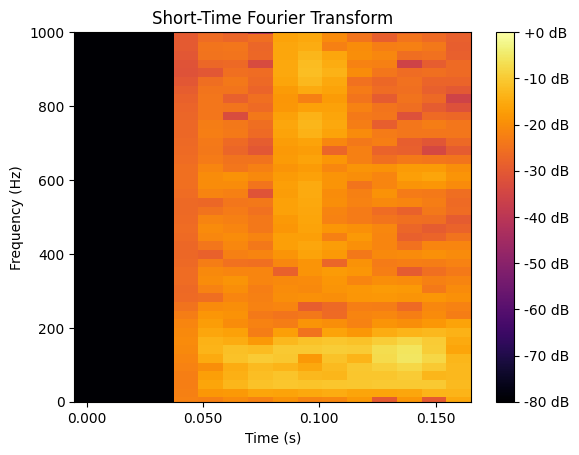 Short-Time Fourier Transform
1000
800
600
400
200
0
Frequency (Hz)
0.000
0.050
0.100
0.150
Time (s)
+0 dB
-10 dB
-20 dB
-30 dB
-40 dB
-50 dB
-60 dB
-70 dB
-80 dB